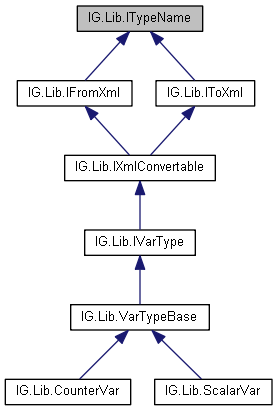 IG.Lib.ITypeName
IG.Lib.IFromXml
IG.Lib.IToXml
IG.Lib.IXmlConvertable
IG.Lib.IVarType
IG.Lib.VarTypeBase
IG.Lib.CounterVar
IG.Lib.ScalarVar